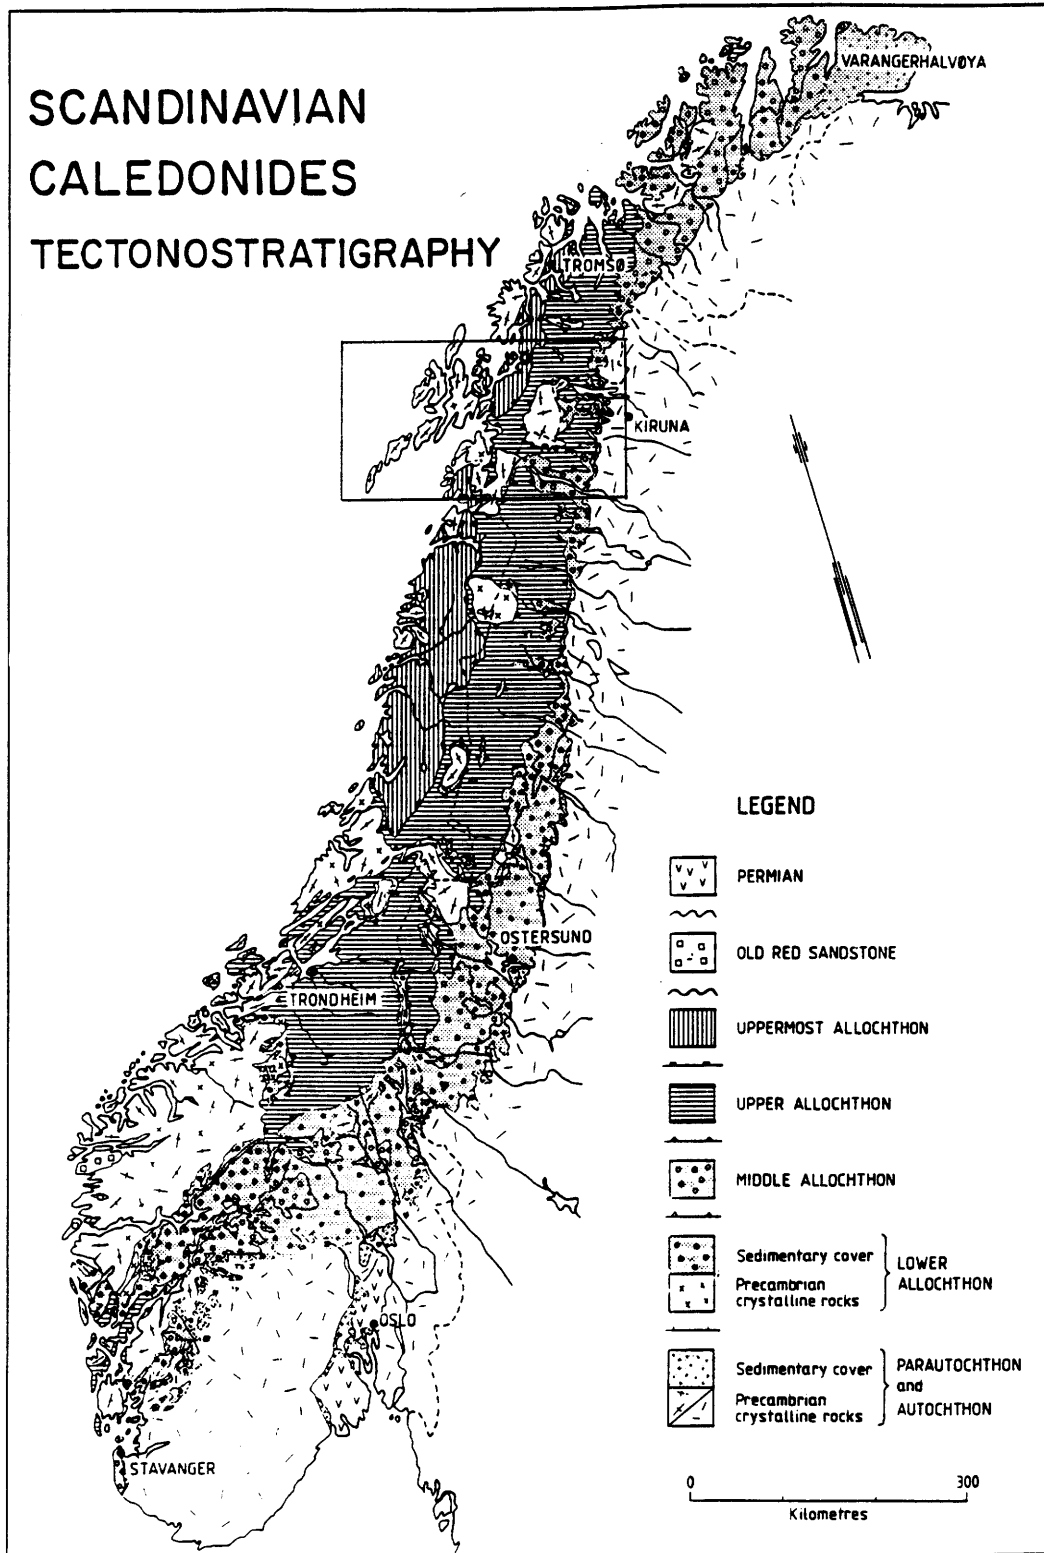 SCANDINAVIAN
CALEDONIDES
TECTONOSTRATIGRAPHY
VARANGERHALVØYA
TROMSØ
KIRUNA
OSTERSUND
TRONDHEIM
OSLO
STAVANGER
LEGEND
PERMIAN
OLD RED SANDSTONE
UPPERMOST ALLOCHTHON
UPPER ALLOCHTHON
MIDDLE ALLOCHTHON
Sedimentary cover
Precambrian
crystalline rocks
LOWER
ALLOCHTHON
Sedimentary cover
Precambrian
crystalline rocks
PARAUTOCHTHON
and
AUTOCHTHON
0 300
Kilometres